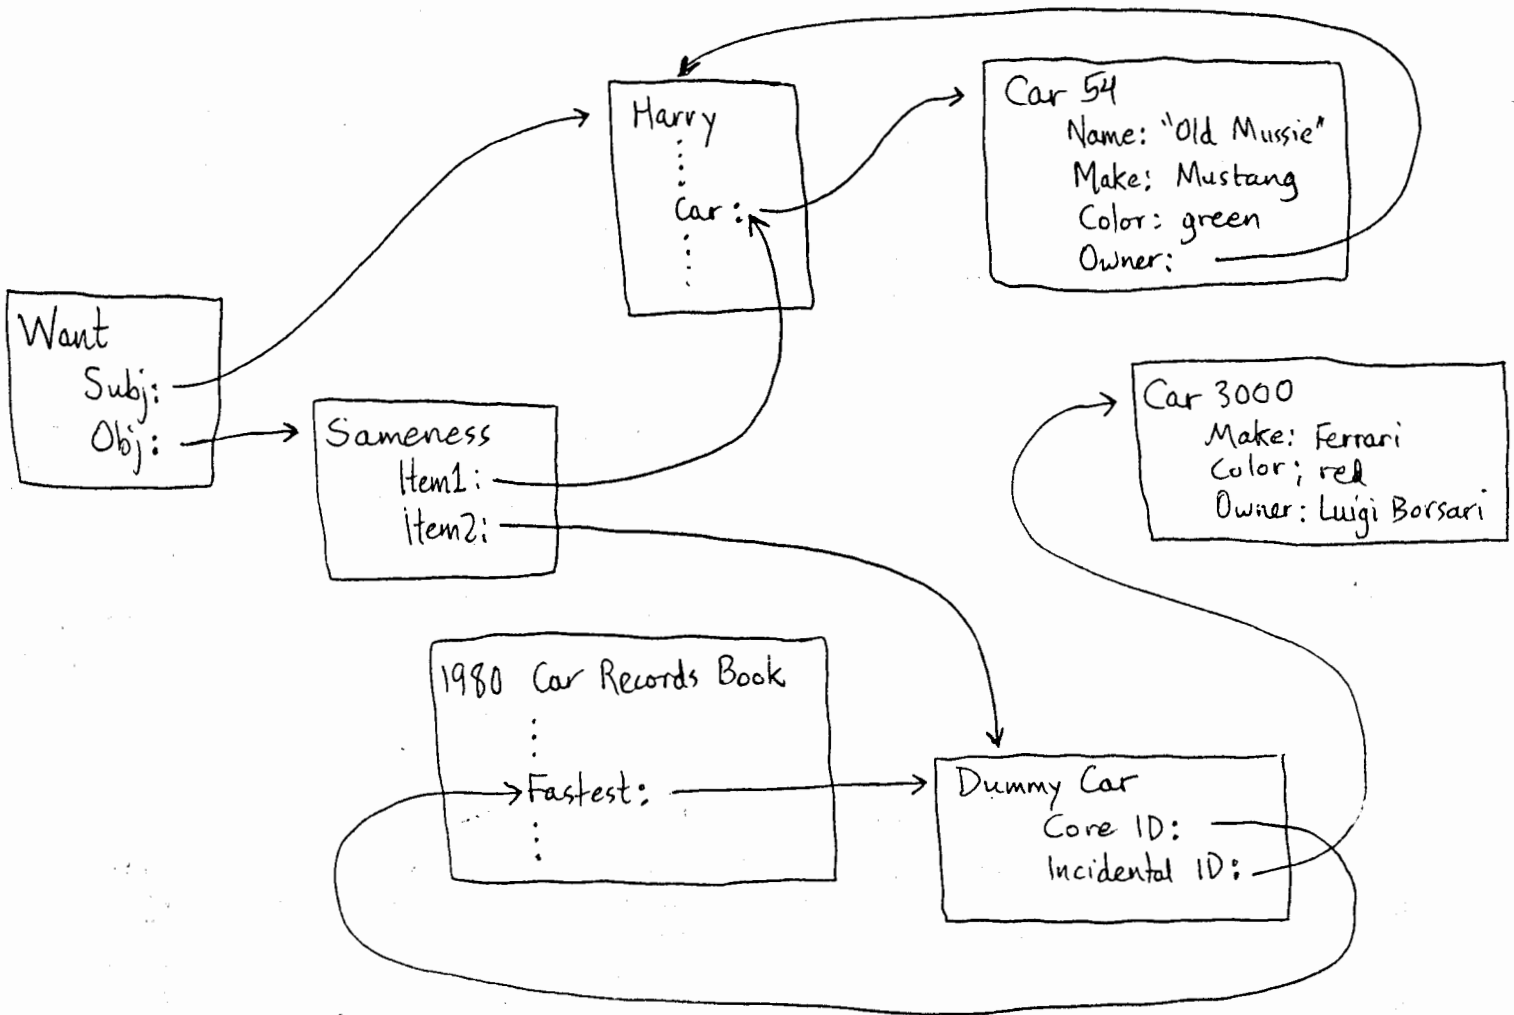 Harry
Car:
Car 54
Name: "Old Mussie"
Make: Mustang
Color: green
Owner:
Want
Subj:
Obj:
Sameness
Item1:
item2:
Car 3000
Make: Ferrari
Color; red
Owner: Luigi Borsari
1980 Car Records Book
Fastest:
Dummy Car
Core ID:
Incidental ID: